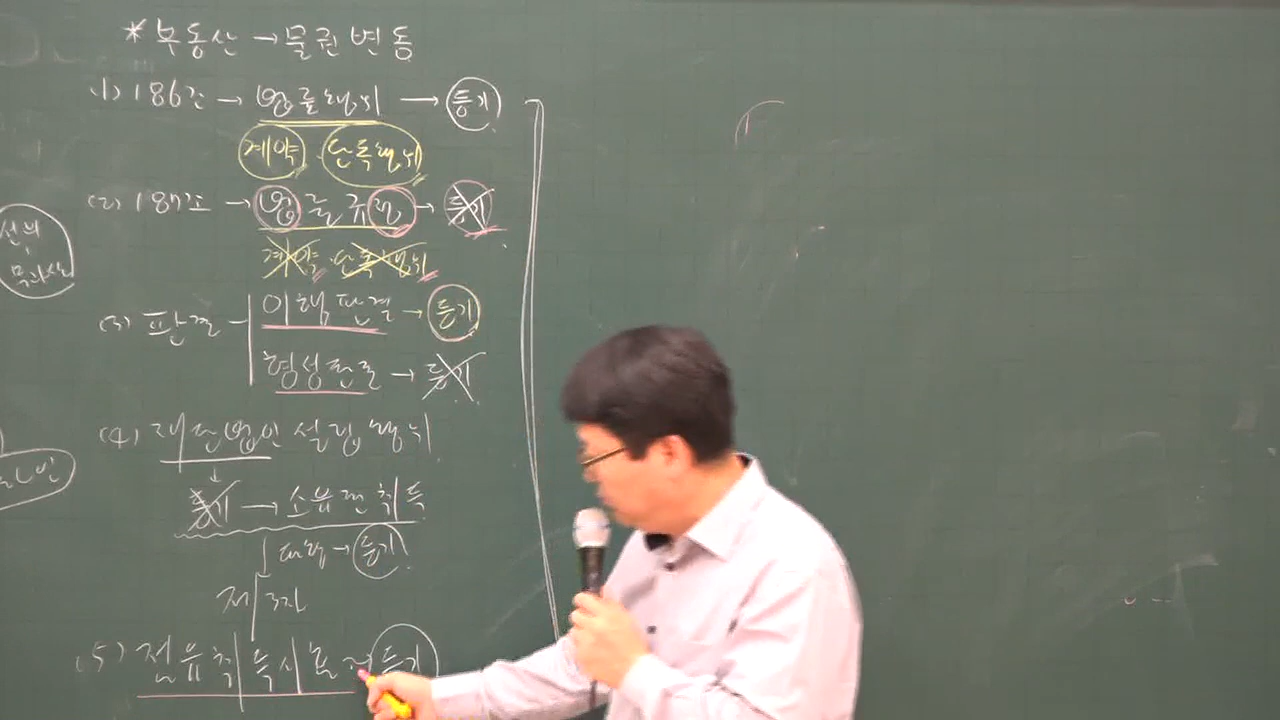 * 부동산 → 물권변동
(1) 186조 → 법률행위 → 등기
계약 · 단독행위
(2) 187조 → 법률규정 → 등기
계약 · 단독행위
선의
(3) 판결 이행판결 → 등기
형성판결 → 등기
(4) 재단법인 설립행위
↓
등기 → 소유권 취득
↓ 대항 → 등기
제3자
(5) 점유취득시효 → 등기